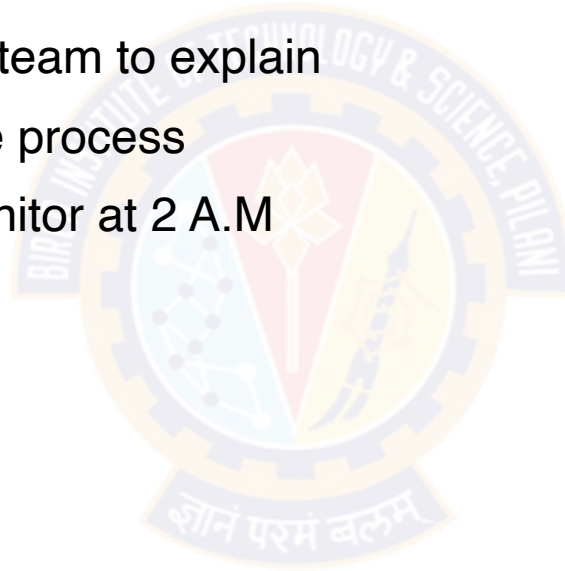 team to explain
e process
nitor at 2 A.M
BIRLA INSTITUTE OF TECHNOLOGY & SCIENCE, PILANI
ज्ञानं परमं बलम्